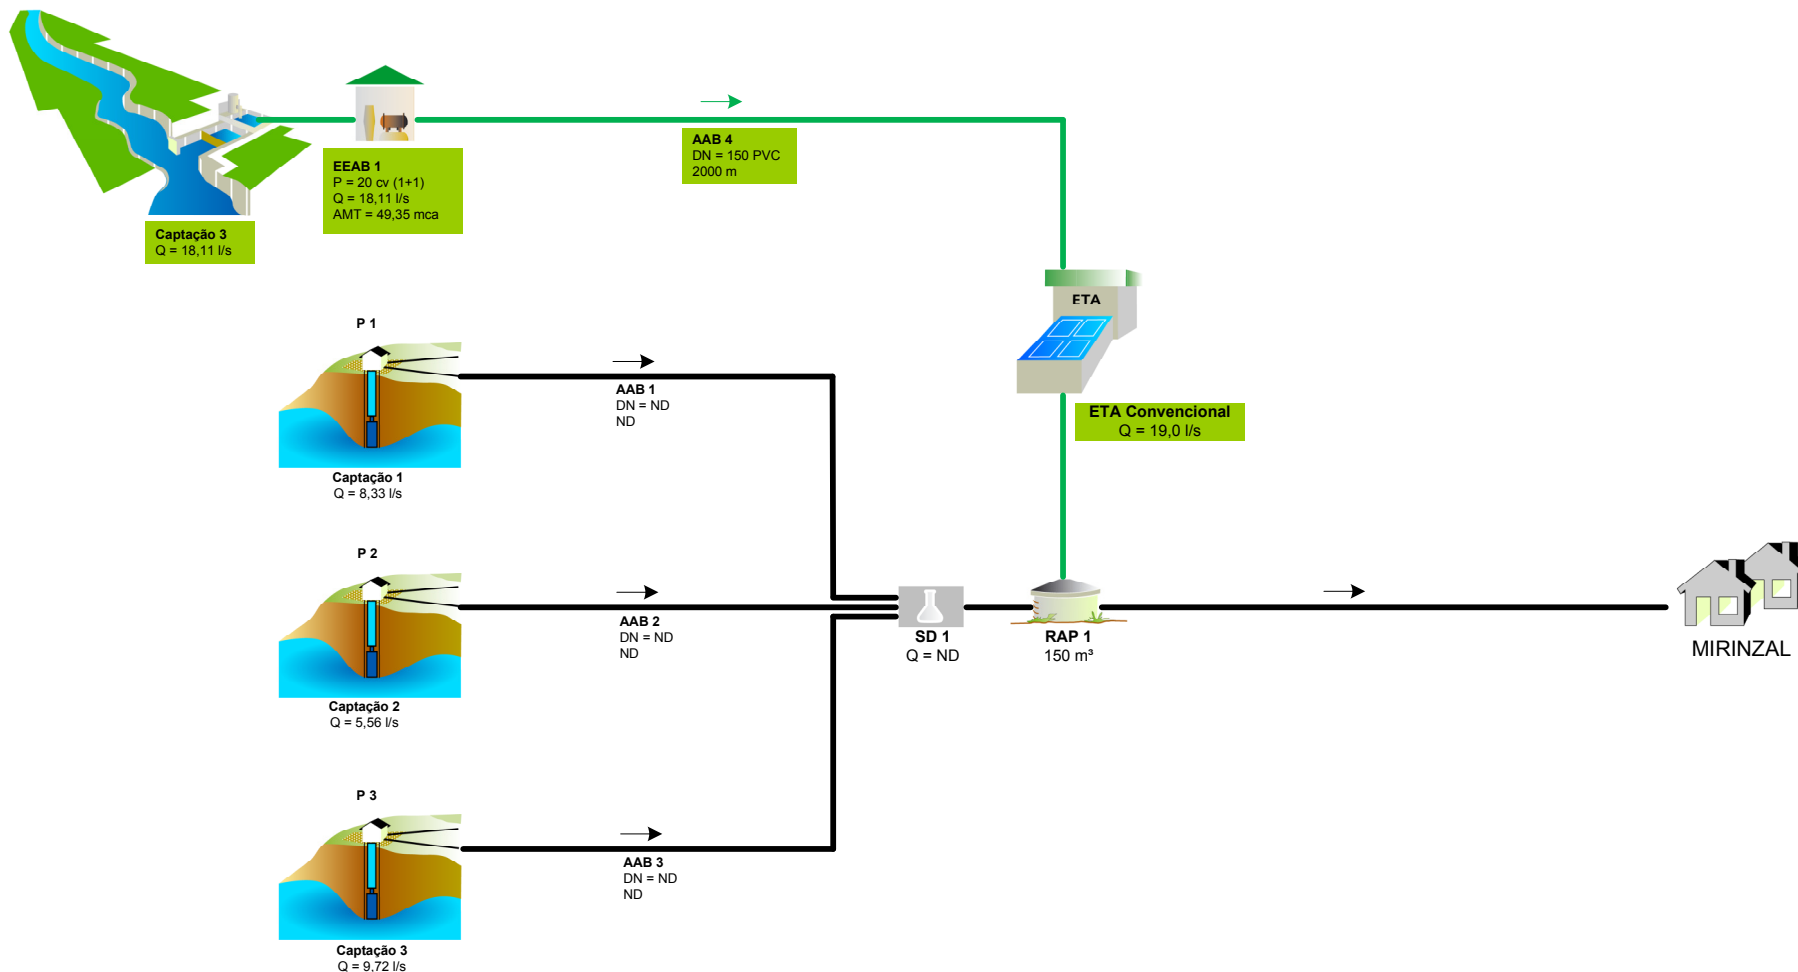 AAB 4
DN = 150 PVC
2000 m
EEAB 1
P = 20 cv (1+1)
Q = 18,11 l/s
AMT = 49,35 mca
Captação 3
Q = 18,11 l/s
ETA
P 1
AAB 1
DN = ND
ND
ETA Convencional
Q = 19,0 l/s
Captação 1
Q = 8,33 l/s
P 2
AAB 2
DN = ND
ND
SD 1
Q = ND
RAP 1
150 m³
MIRINZAL
Captação 2
Q = 5,56 l/s
P 3
AAB 3
DN = ND
ND
Captação 3
Q = 9,72 l/s